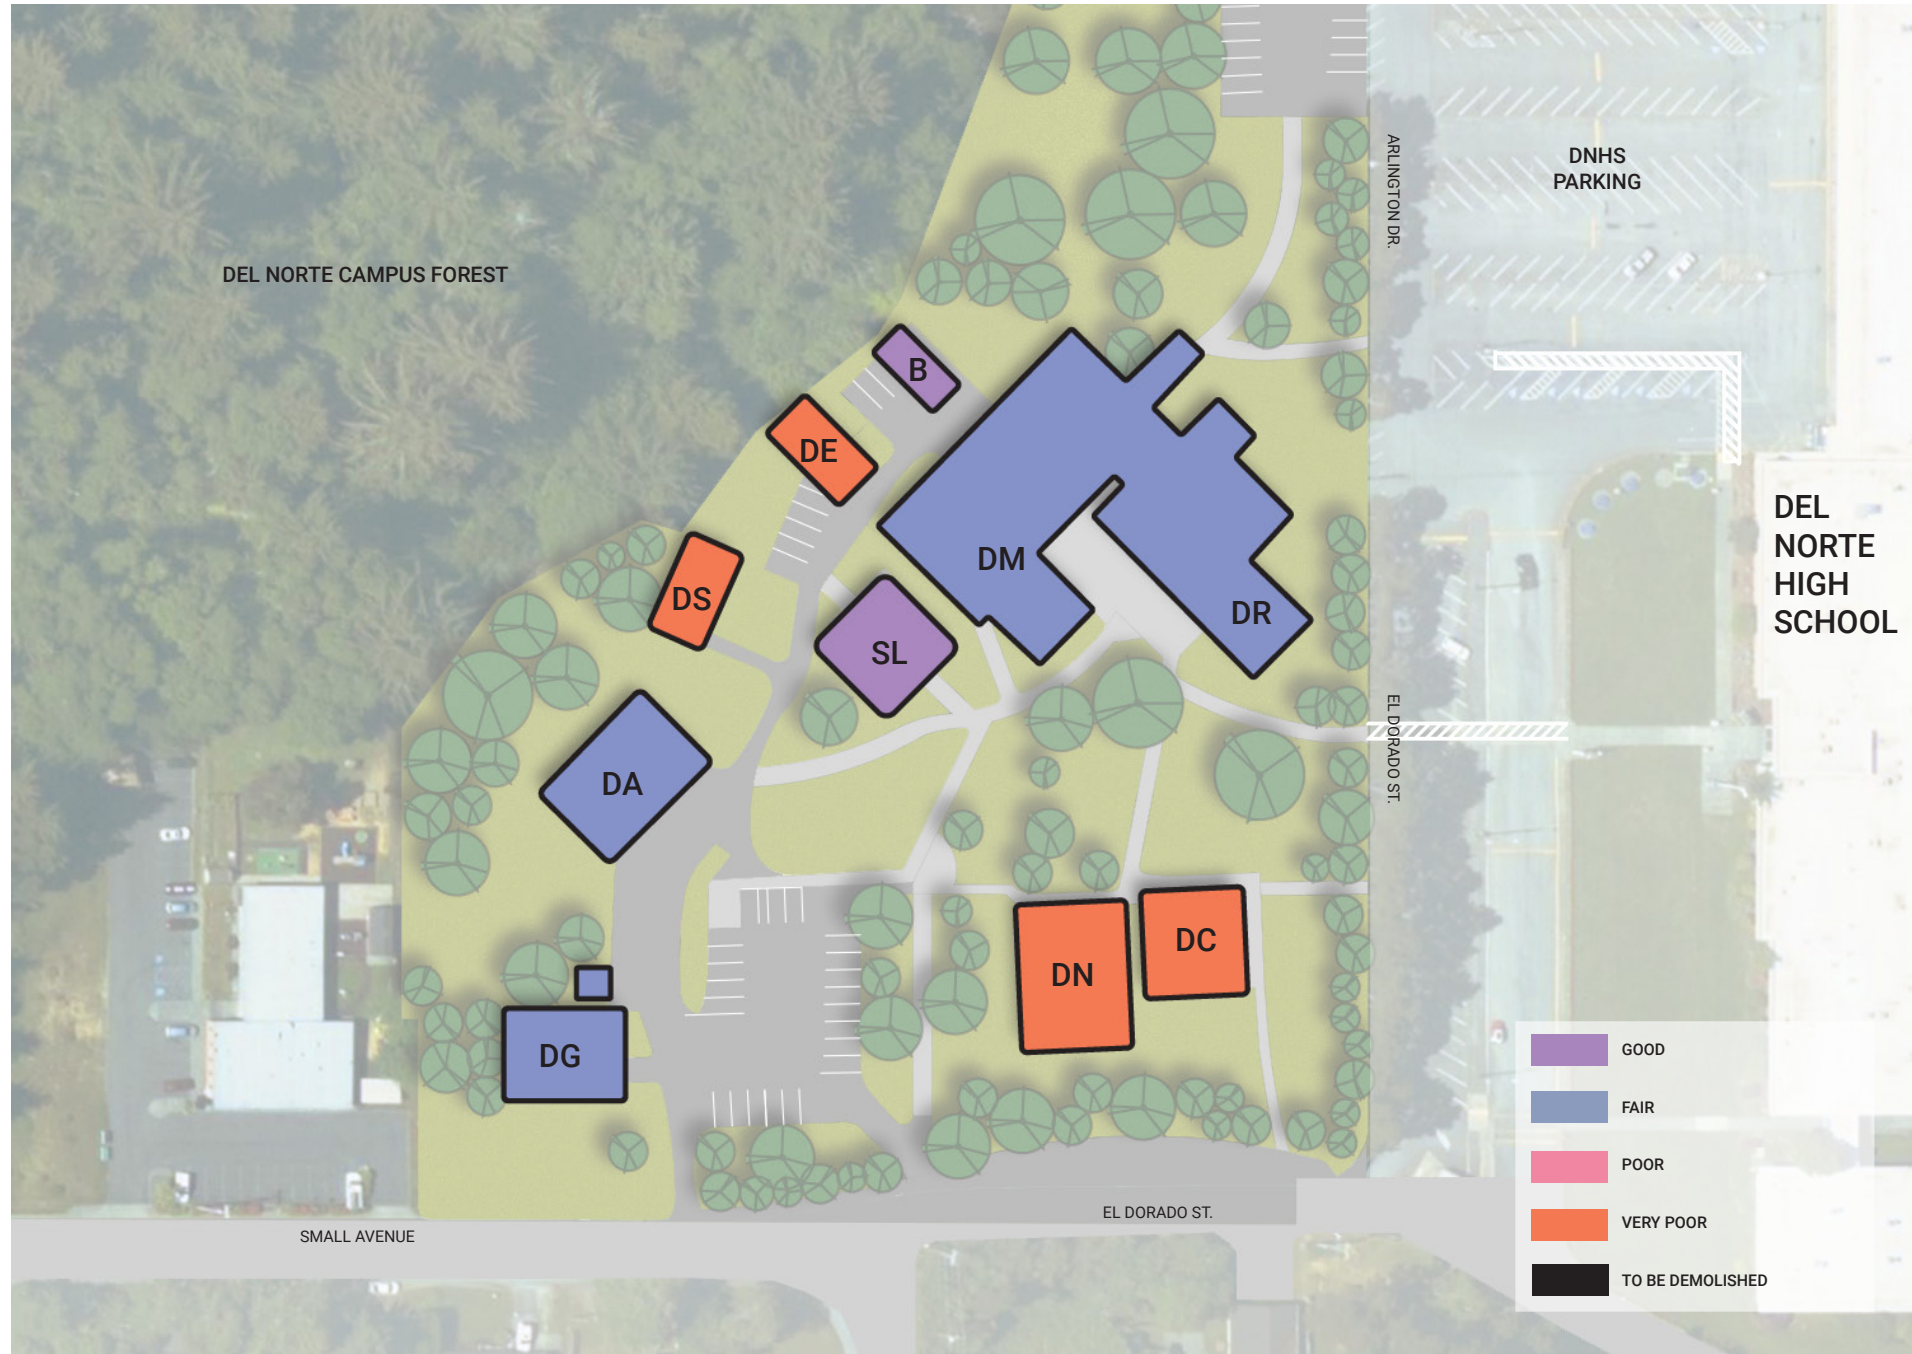 ARLINGTON DR.
DNHS
PARKING
DEL NORTE CAMPUS FOREST
B
DE
DEL
NORTE
HIGH
SCHOOL
DM
DS
DR
SL
EL DORADO ST.
DA
DC
DN
DG
GOOD
FAIR
POOR
VERY POOR
TO BE DEMOLISHED
EL DORADO ST.
SMALL AVENUE